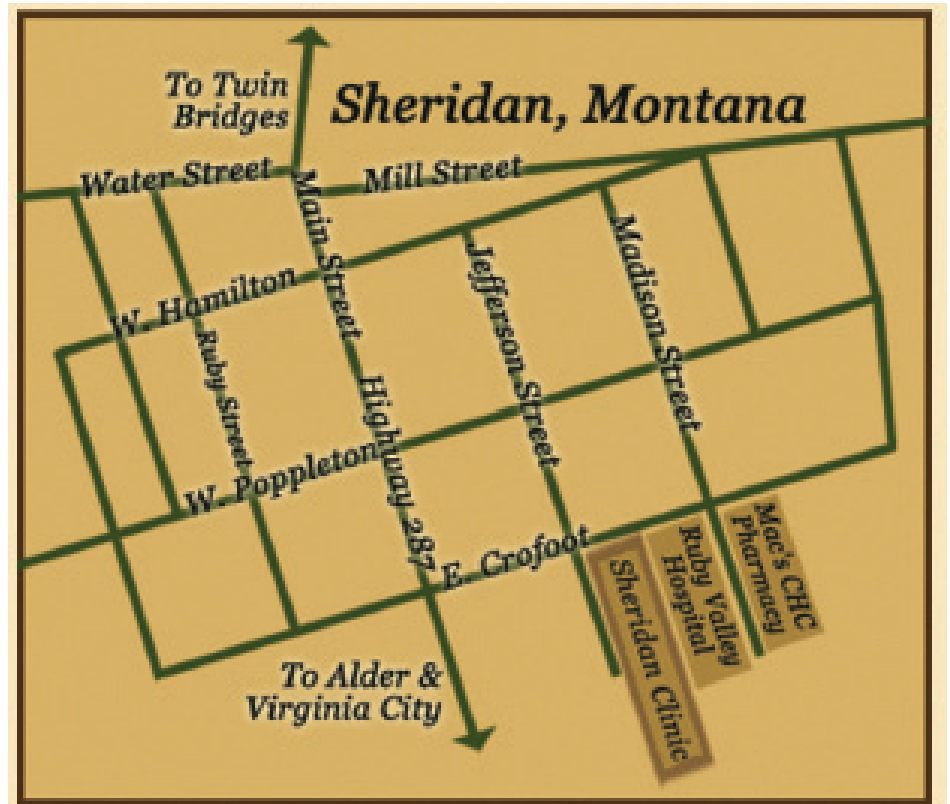 To Twin
Bridges
Sheridan, Montana
Water Street
Mill Street
Main Street
W. Hamilton
Jefferson Street
Madison Street
Ruby Street
Highway 287
W. Poppleton
E. Crofoot
Mac's CHC
Pharmacy
Ruby Valley
Hospital
Sheridan Clinic
To Alder &
Virginia City